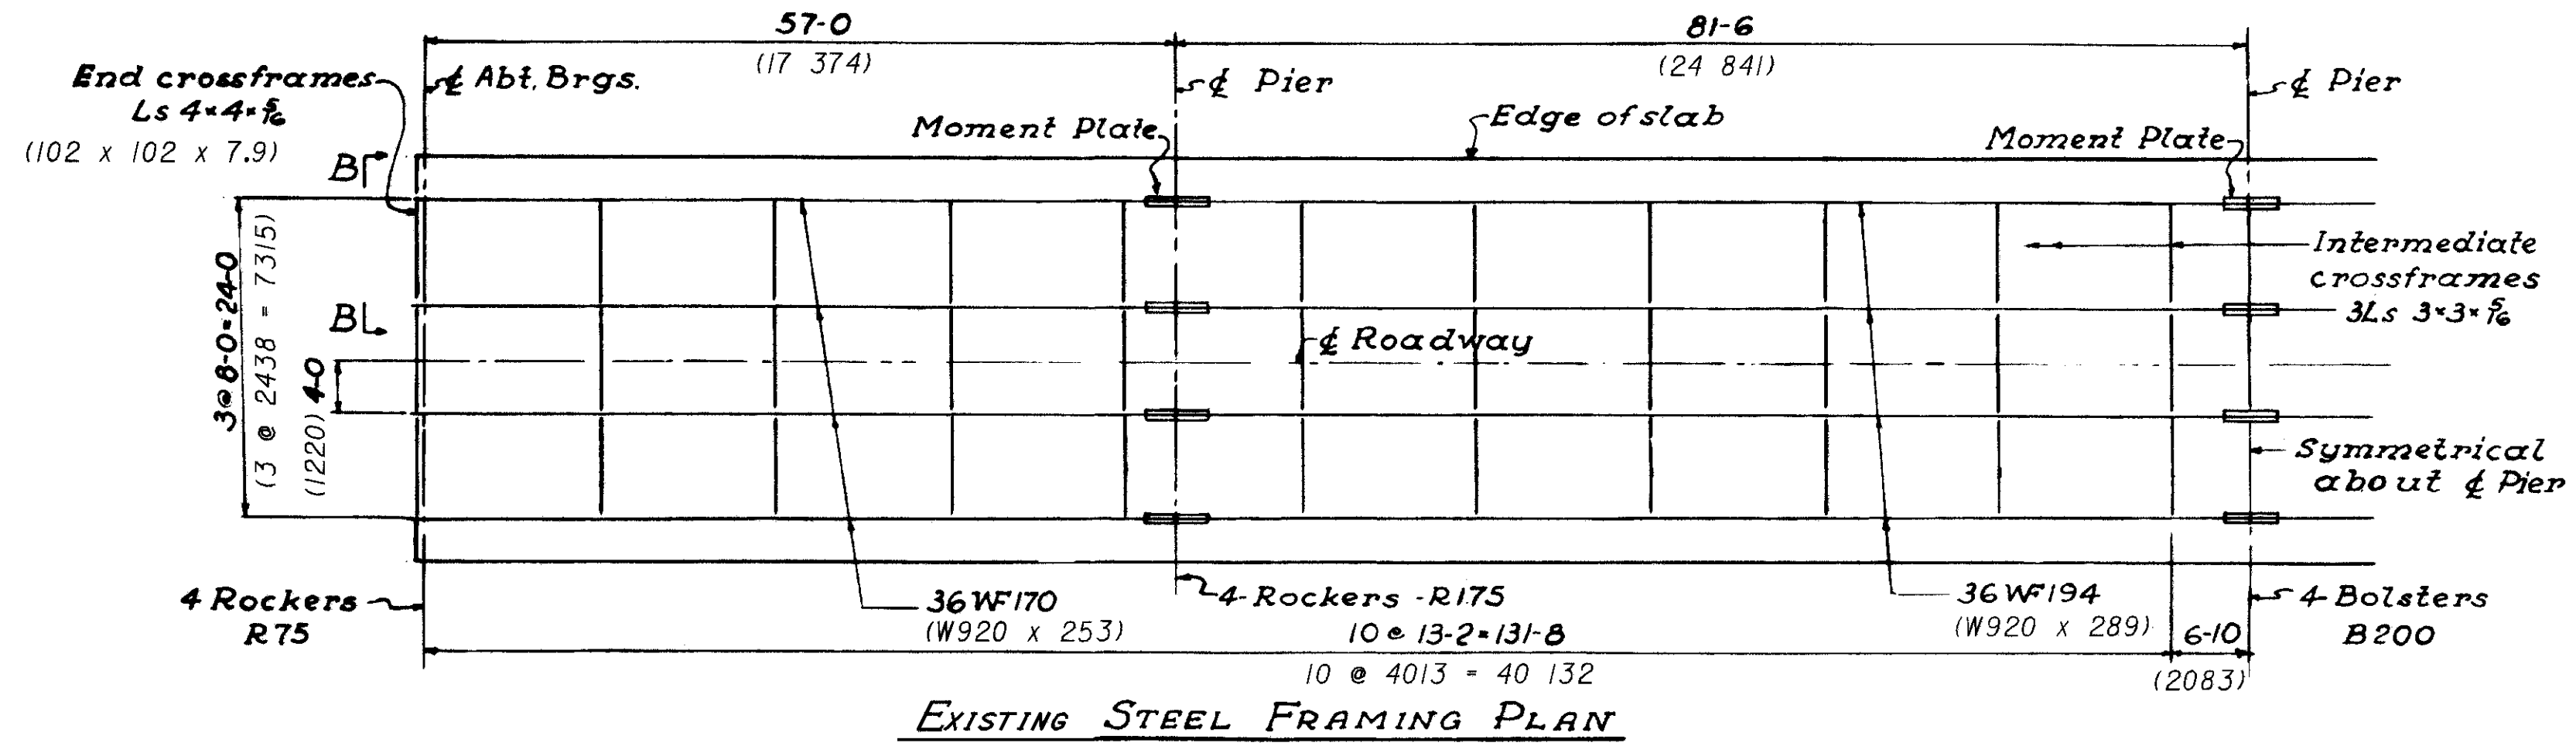 57-0
(17 374)
81-6
(24 841)
End crossframes
Ls 4×4×5/16
(102 x 102 x 7.9)
℄ Abt. Brgs.
℄ Pier
℄ Pier
Moment Plate
Edge of slab
Moment Plate
B
B
3@8-0=24-0
(3 @ 2438 = 7315)
4-0
(1220)
℄ Roadway
Intermediate
crossframes
3Ls 3×3×5/16
Symmetrical
about ℄ Pier
4 Rockers
R75
36WF170
(W920 x 253)
4-Rockers -R175
36WF194
(W920 x 289)
4-Bolsters
B200
10@13-2=131-8
10 @ 4013 = 40 132
6-10
(2083)
EXISTING STEEL FRAMING PLAN